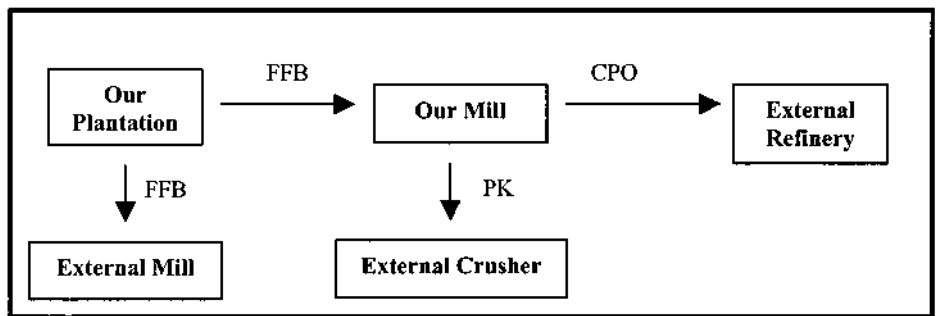 FFB
CPO
Our
Plantation
Our Mill
External
Refinery
FFB
PK
External Mill
External Crusher